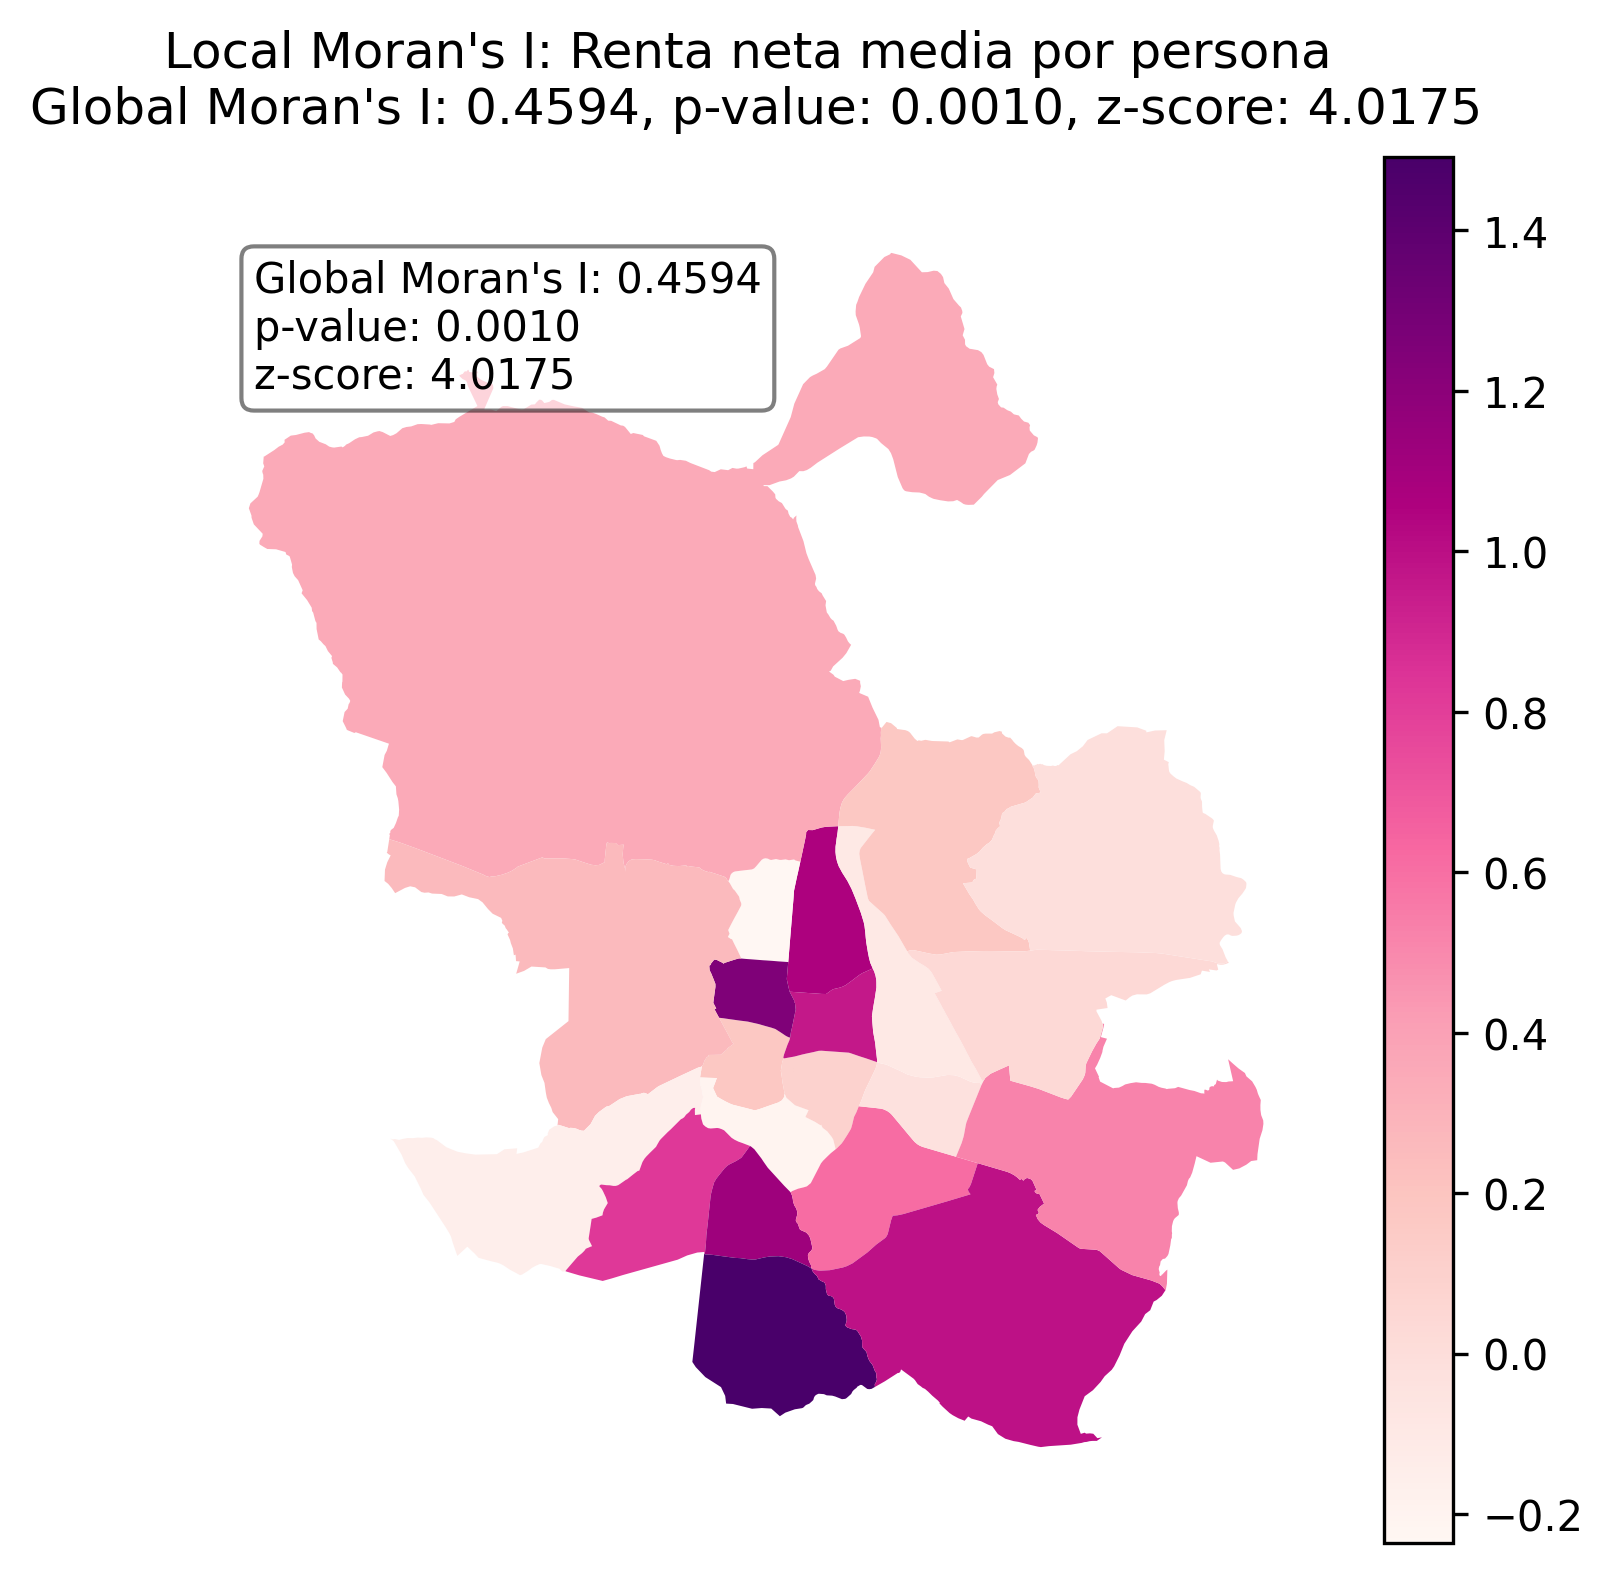 Local Moran's I: Renta neta media por persona
Global Moran's I: 0.4594, p-value: 0.0010, z-score: 4.0175
Global Moran's I: 0.4594
p-value: 0.0010
z-score: 4.0175
1.4
1.2
1.0
0.8
0.6
0.4
0.2
0.0
−0.2